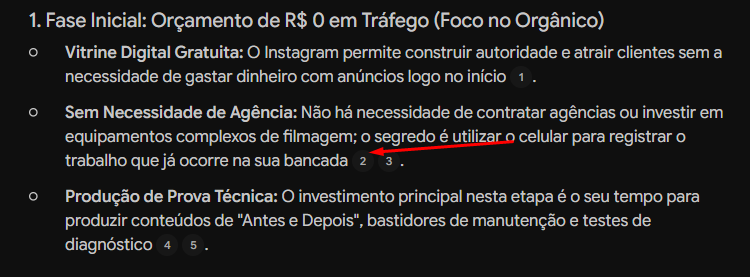 1. Fase Inicial: Orçamento de R$ 0 em Tráfego (Foco no Orgânico)
Vitrine Digital Gratuita: O Instagram permite construir autoridade e atrair clientes sem a
necessidade de gastar dinheiro com anúncios logo no início 1 .
Sem Necessidade de Agência: Não há necessidade de contratar agências ou investir em
equipamentos complexos de filmagem; o segredo é utilizar o celular para registrar o
trabalho que já ocorre na sua bancada 2 3 .
Produção de Prova Técnica: O investimento principal nesta etapa é o seu tempo para
produzir conteúdos de "Antes e Depois", bastidores de manutenção e testes de
diagnóstico 4 5 .